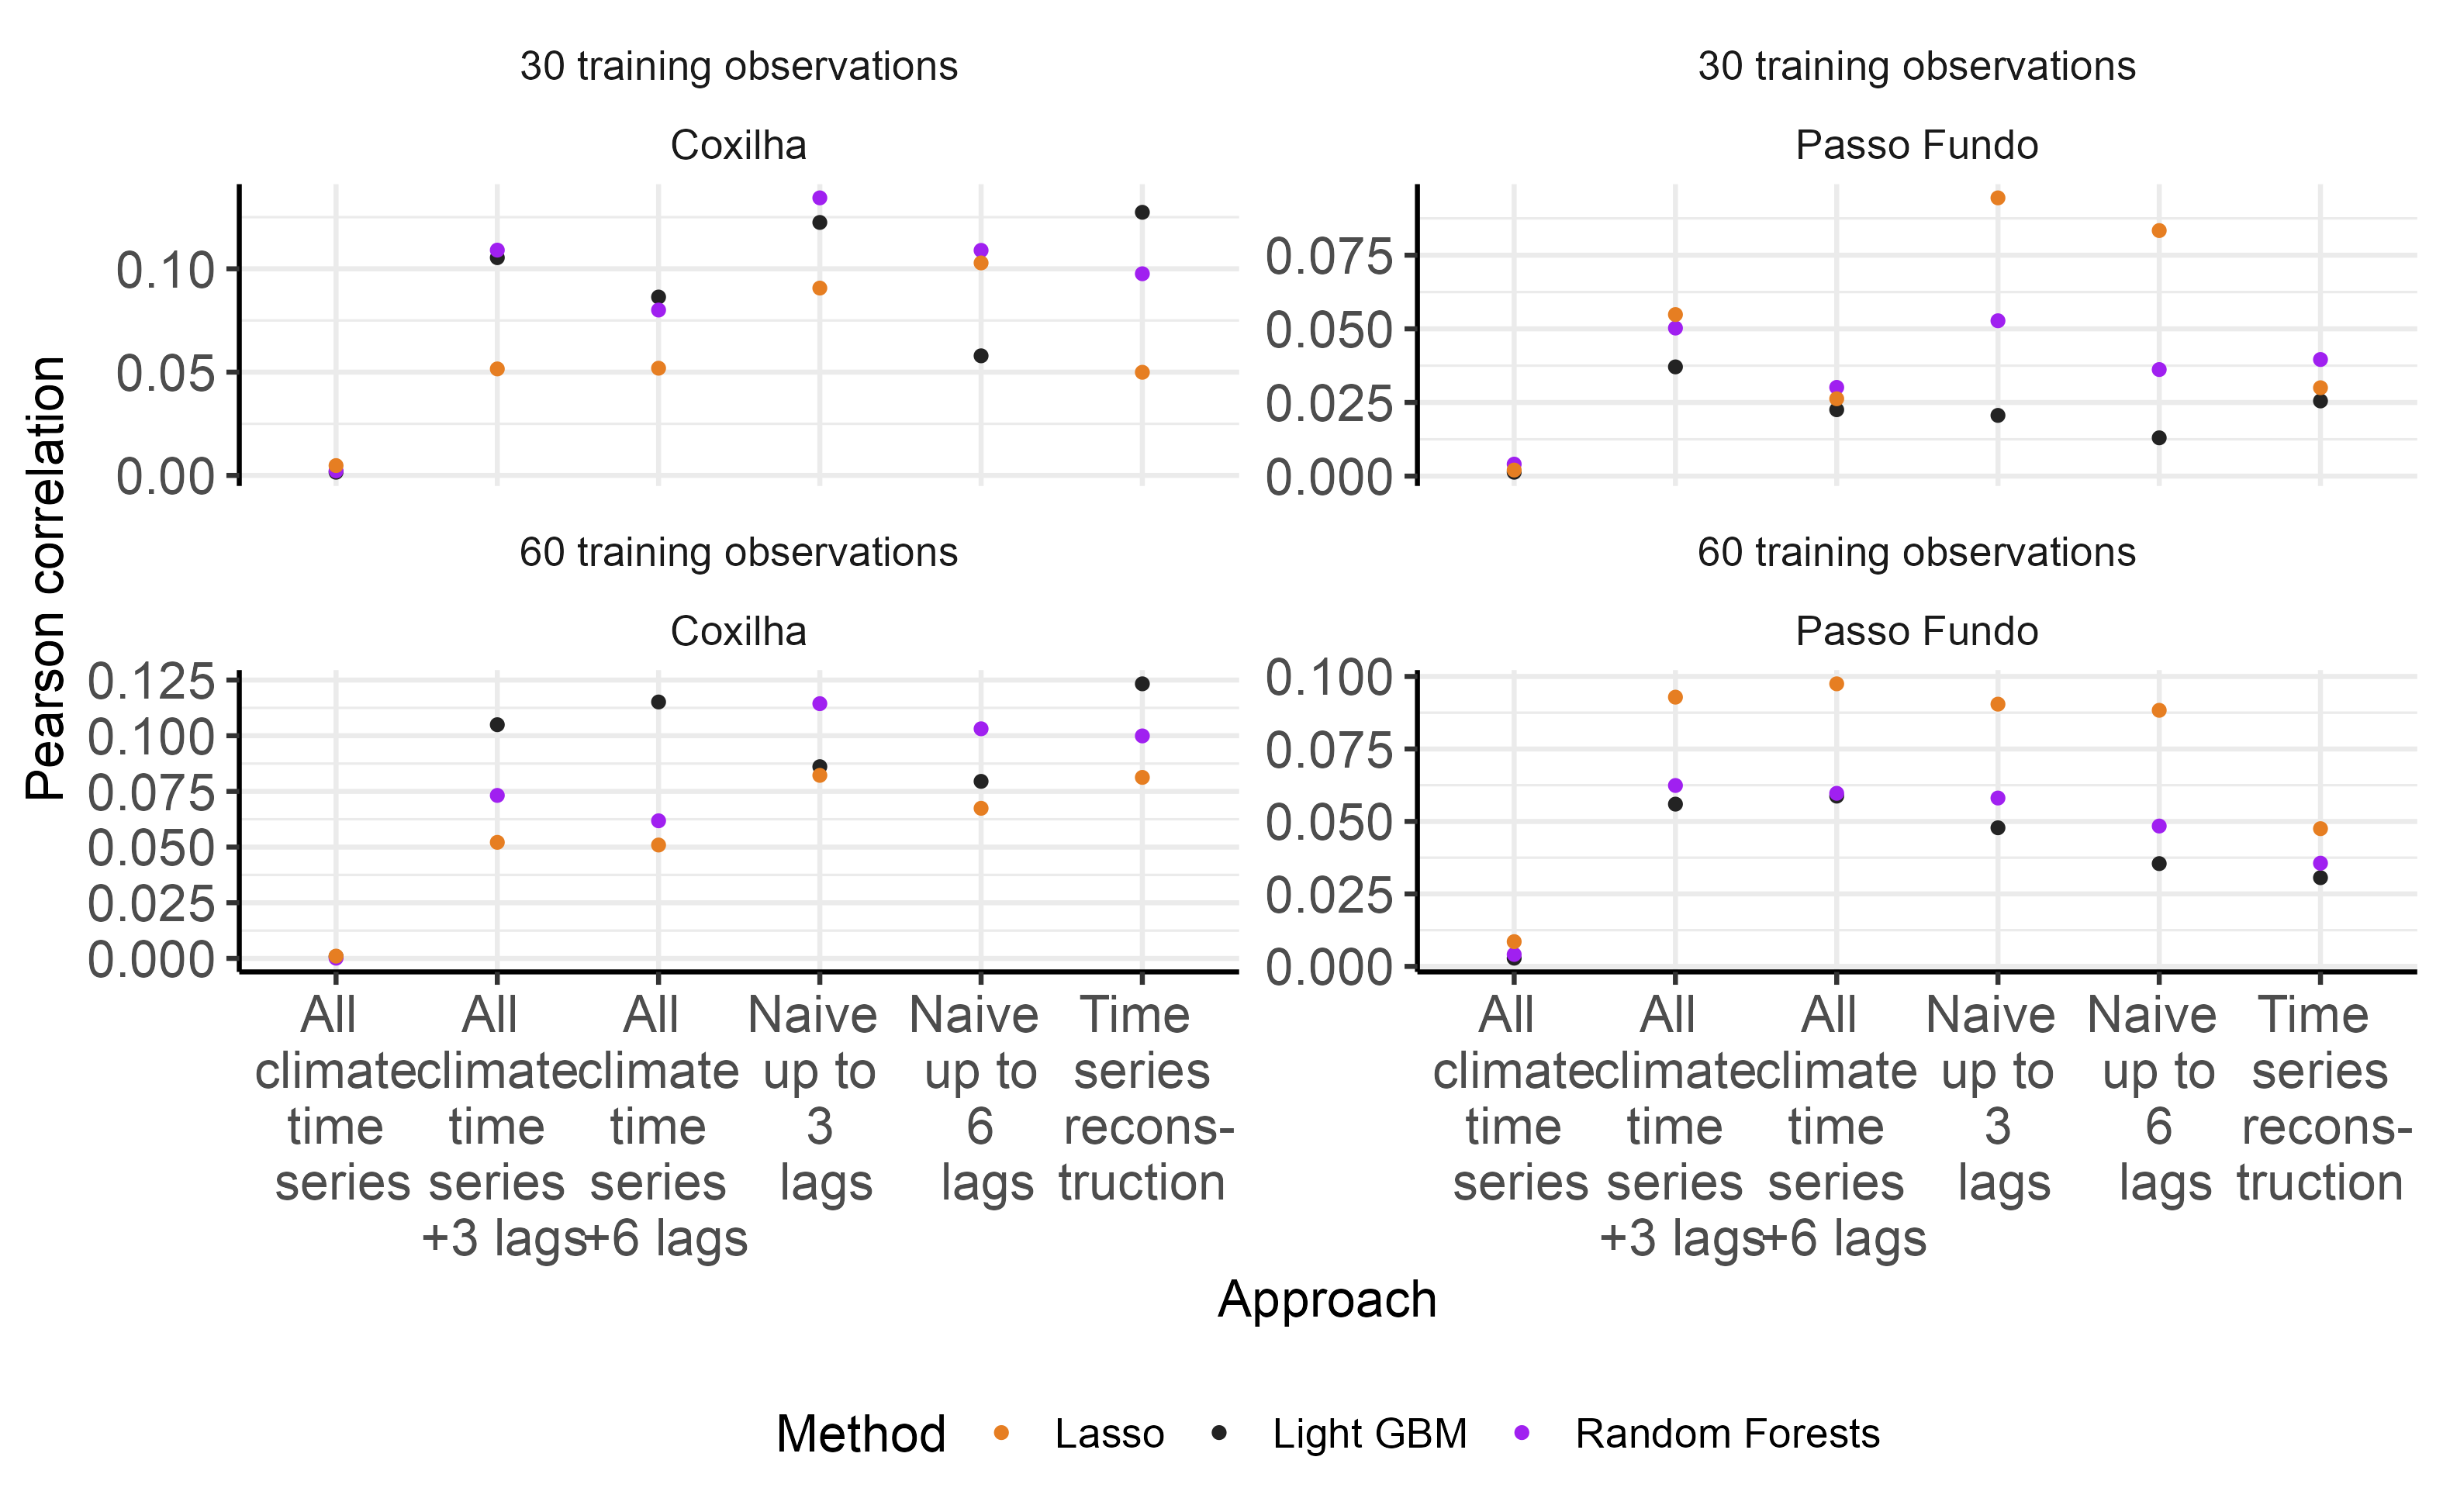 30 training observations
30 training observations
Coxilha
Passo Fundo
0.10
0.05
0.00
0.075
0.050
0.025
0.000
Pearson correlation
60 training observations
60 training observations
Coxilha
Passo Fundo
0.125
0.100
0.075
0.050
0.025
0.000
0.100
0.075
0.050
0.025
0.000
All climate time series
All climate time series +3 lags
All climate time series +6 lags
Naive up to 3 lags
Naive up to 6 lags
Time series recons-truction
All climate time series
All climate time series +3 lags
All climate time series +6 lags
Naive up to 3 lags
Naive up to 6 lags
Time series recons-truction
Approach
Method Lasso Light GBM Random Forests